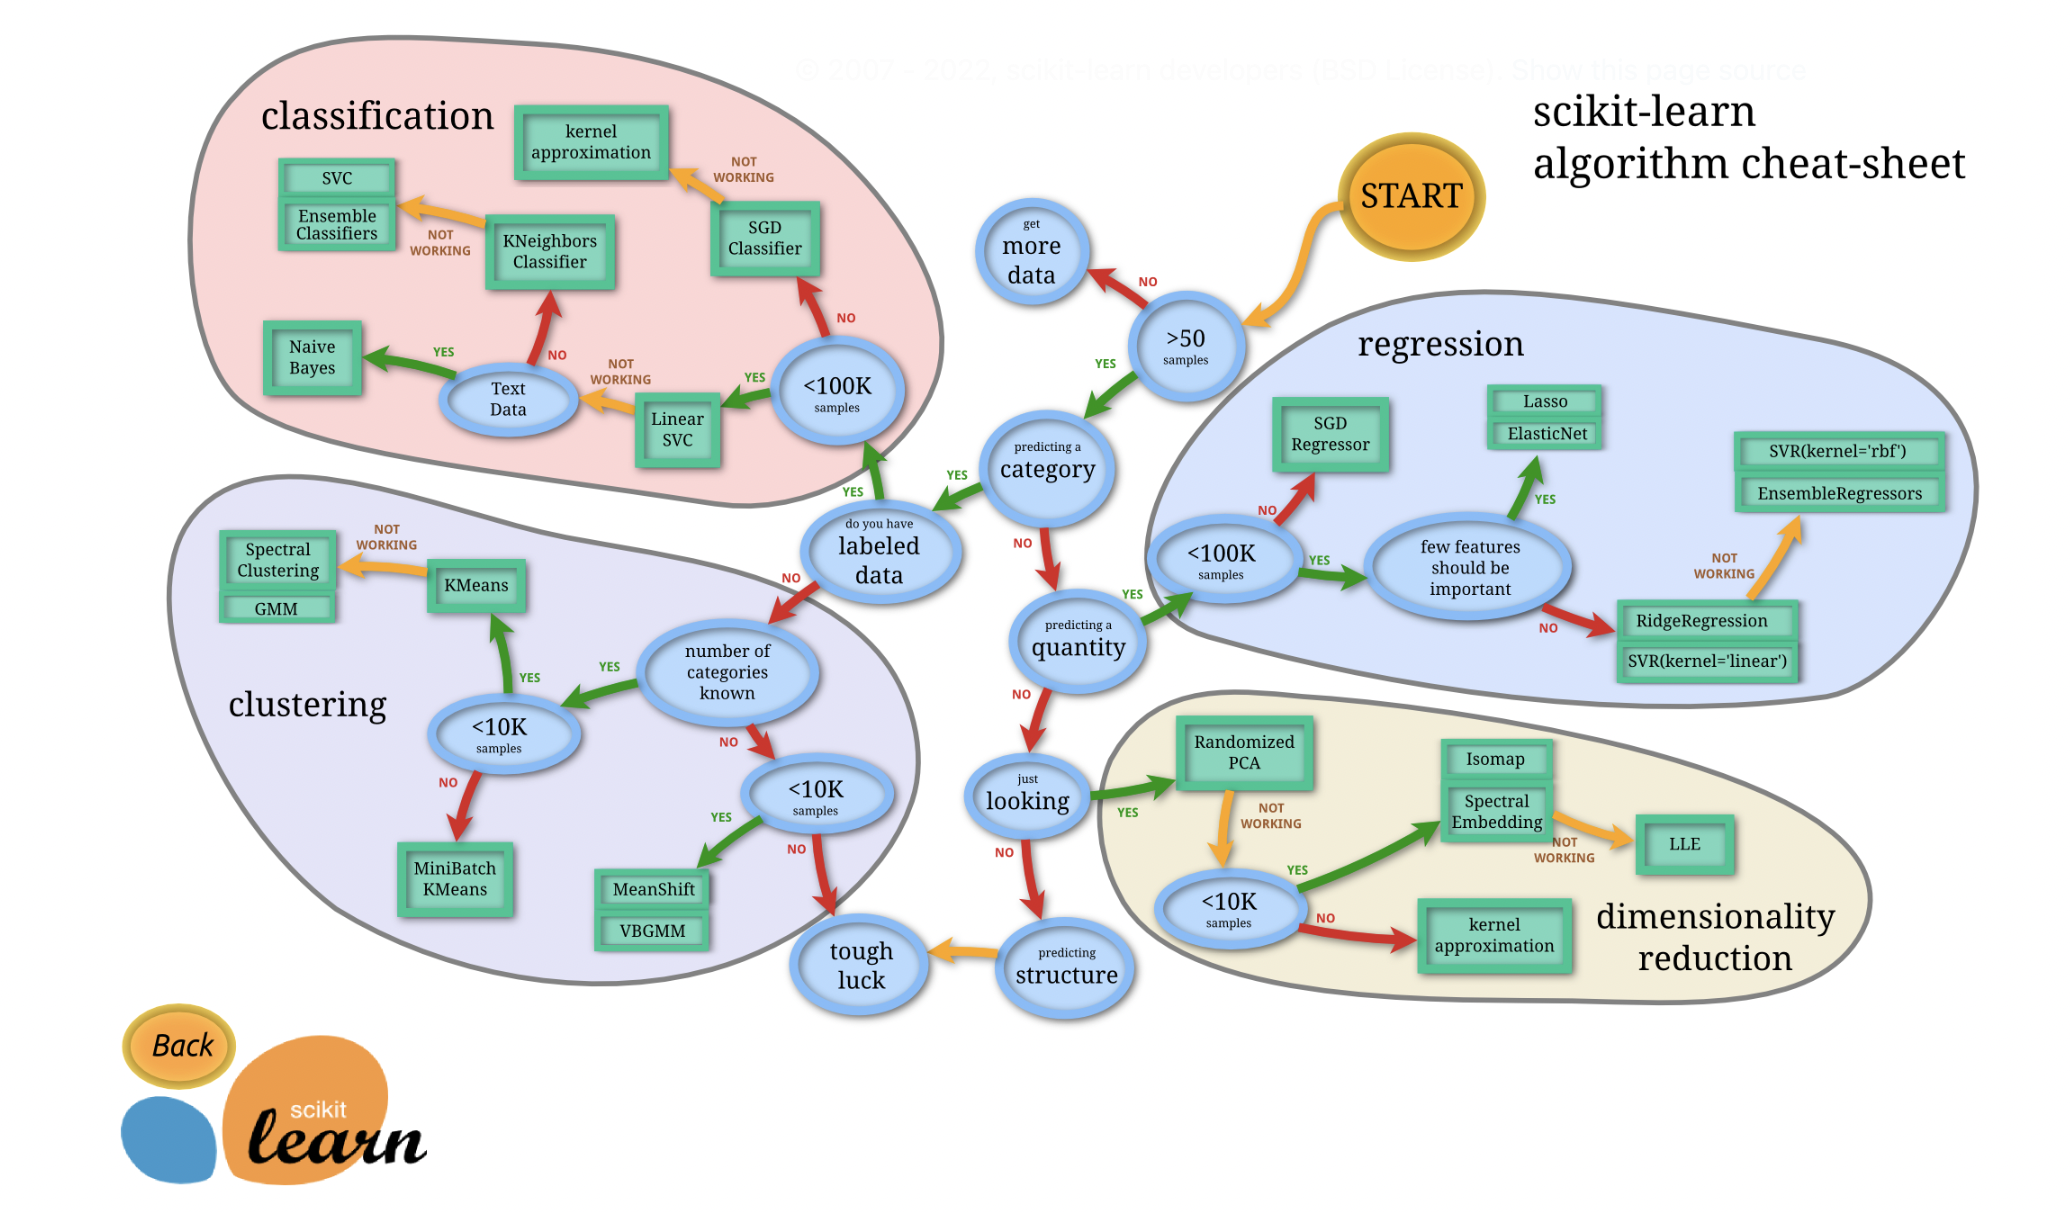 © 2007 - 2022, scikit-learn developers (BSD License). Show this page source
scikit-learn
algorithm cheat-sheet
START
get
more
data
NO
>50
samples
YES
predicting a
category
YES
NO
do you have
labeled
data
YES
NO
predicting a
quantity
YES
NO
just
looking
YES
NO
predicting
structure
tough
luck
classification
kernel
approximation
NOT
WORKING
SGD
Classifier
NO
<100K
samples
YES
Linear
SVC
NOT
WORKING
Text
Data
YES
Naive
Bayes
NO
KNeighbors
Classifier
NOT
WORKING
SVC
Ensemble
Classifiers
regression
<100K
samples
NO
SGD
Regressor
YES
few features
should be
important
YES
Lasso
ElasticNet
NO
RidgeRegression
SVR(kernel='linear')
NOT
WORKING
SVR(kernel='rbf')
EnsembleRegressors
clustering
number of
categories
known
YES
<10K
samples
YES
KMeans
NOT
WORKING
Spectral
Clustering
GMM
NO
MiniBatch
KMeans
NO
<10K
samples
YES
MeanShift
VBGMM
NO
dimensionality
reduction
Randomized
PCA
NOT
WORKING
<10K
samples
YES
Isomap
Spectral
Embedding
NOT
WORKING
LLE
NO
kernel
approximation
Back
scikit
learn